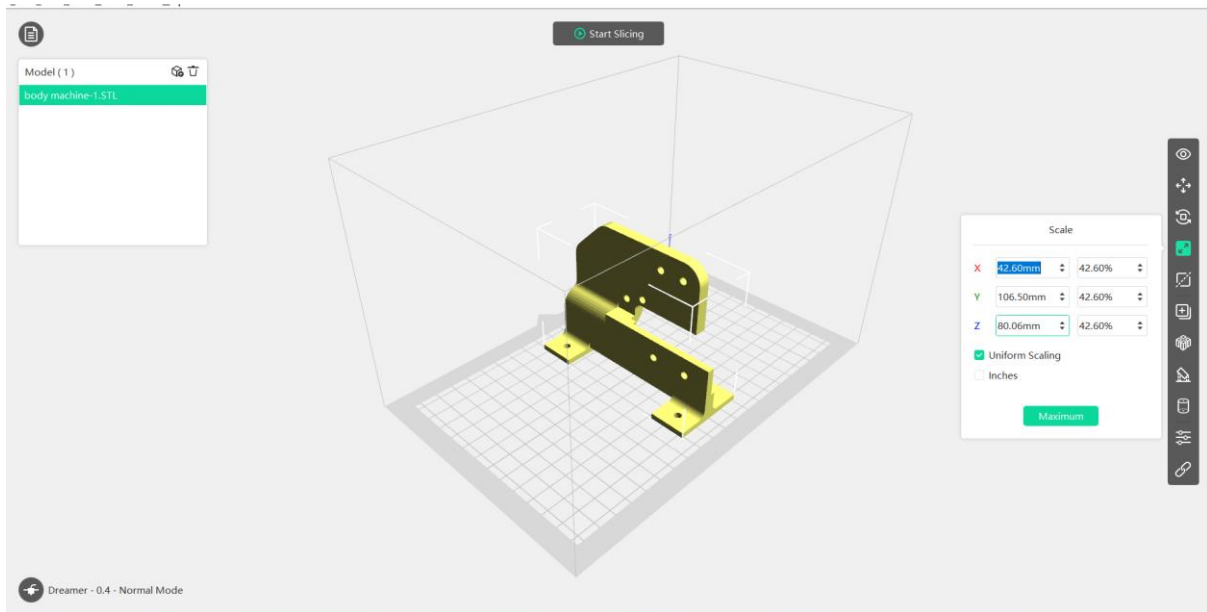 Start Slicing
Model ( 1 )
body machine-1.STL
Scale
X 42.60mm 42.60%
Y 106.50mm 42.60%
Z 80.06mm 42.60%
Uniform Scaling
Inches
Maximum
Dreamer - 0.4 - Normal Mode